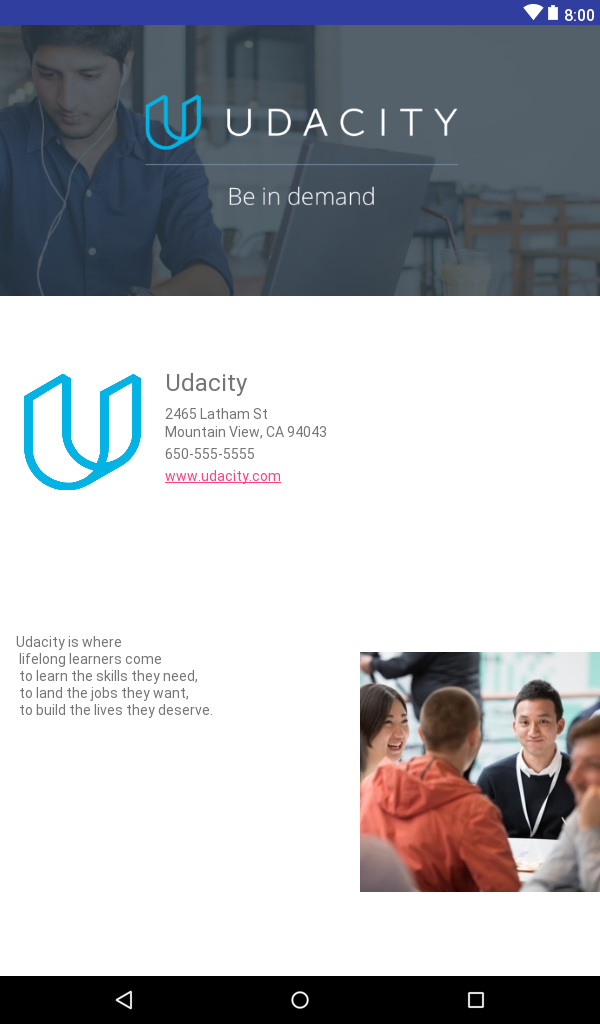 8:00
UDACITY
Be in demand
Udacity
2465 Latham St
Mountain View, CA 94043
650-555-5555
www.udacity.com
Udacity is where
lifelong learners come
to learn the skills they need,
to land the jobs they want,
to build the lives they deserve.